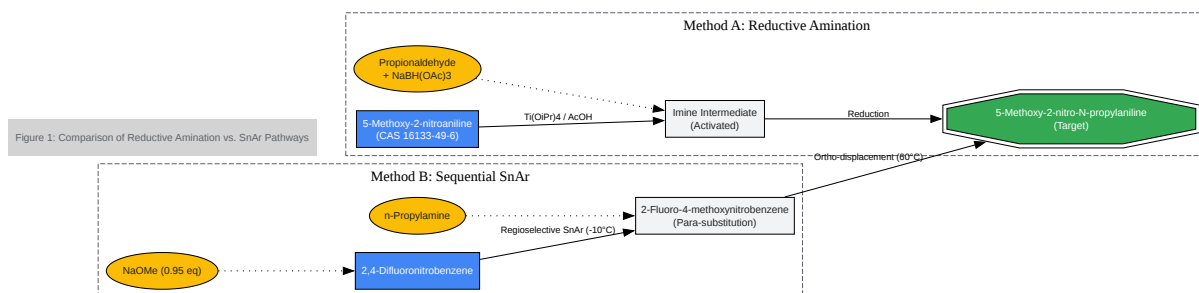 Method A: Reductive Amination
Propionaldehyde
+ NaBH(OAc)3
5-Methoxy-2-nitroaniline
(CAS 16133-49-6)
Ti(OiPr)4 / AcOH
Imine Intermediate
(Activated)
Reduction
5-Methoxy-2-nitro-N-propylaniline
(Target)
Figure 1: Comparison of Reductive Amination vs. SnAr Pathways
Method B: Sequential SnAr
Ortho-displacement (60°C)
n-Propylamine
2-Fluoro-4-methoxynitrobenzene
(Para-substitution)
Regioselective SnAr (-10°C)
NaOMe (0.95 eq)
2,4-Difluoronitrobenzene